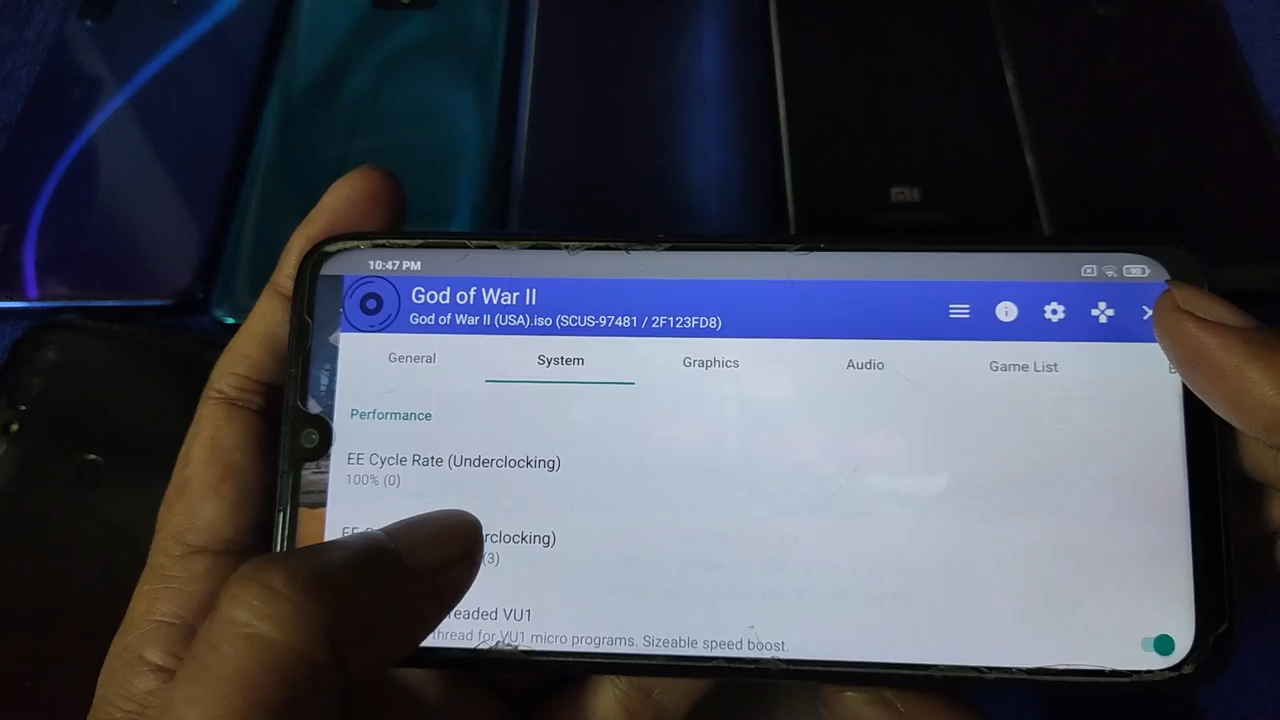 mi
10:47 PM
90
God of War II
God of War II (USA).iso (SCUS-97481 / 2F123FD8)
General System Graphics Audio Game List
Performance
EE Cycle Rate (Underclocking)
100% (0)
rclocking)
(3)
readed VU1
thread for VU1 micro programs. Sizeable speed boost.